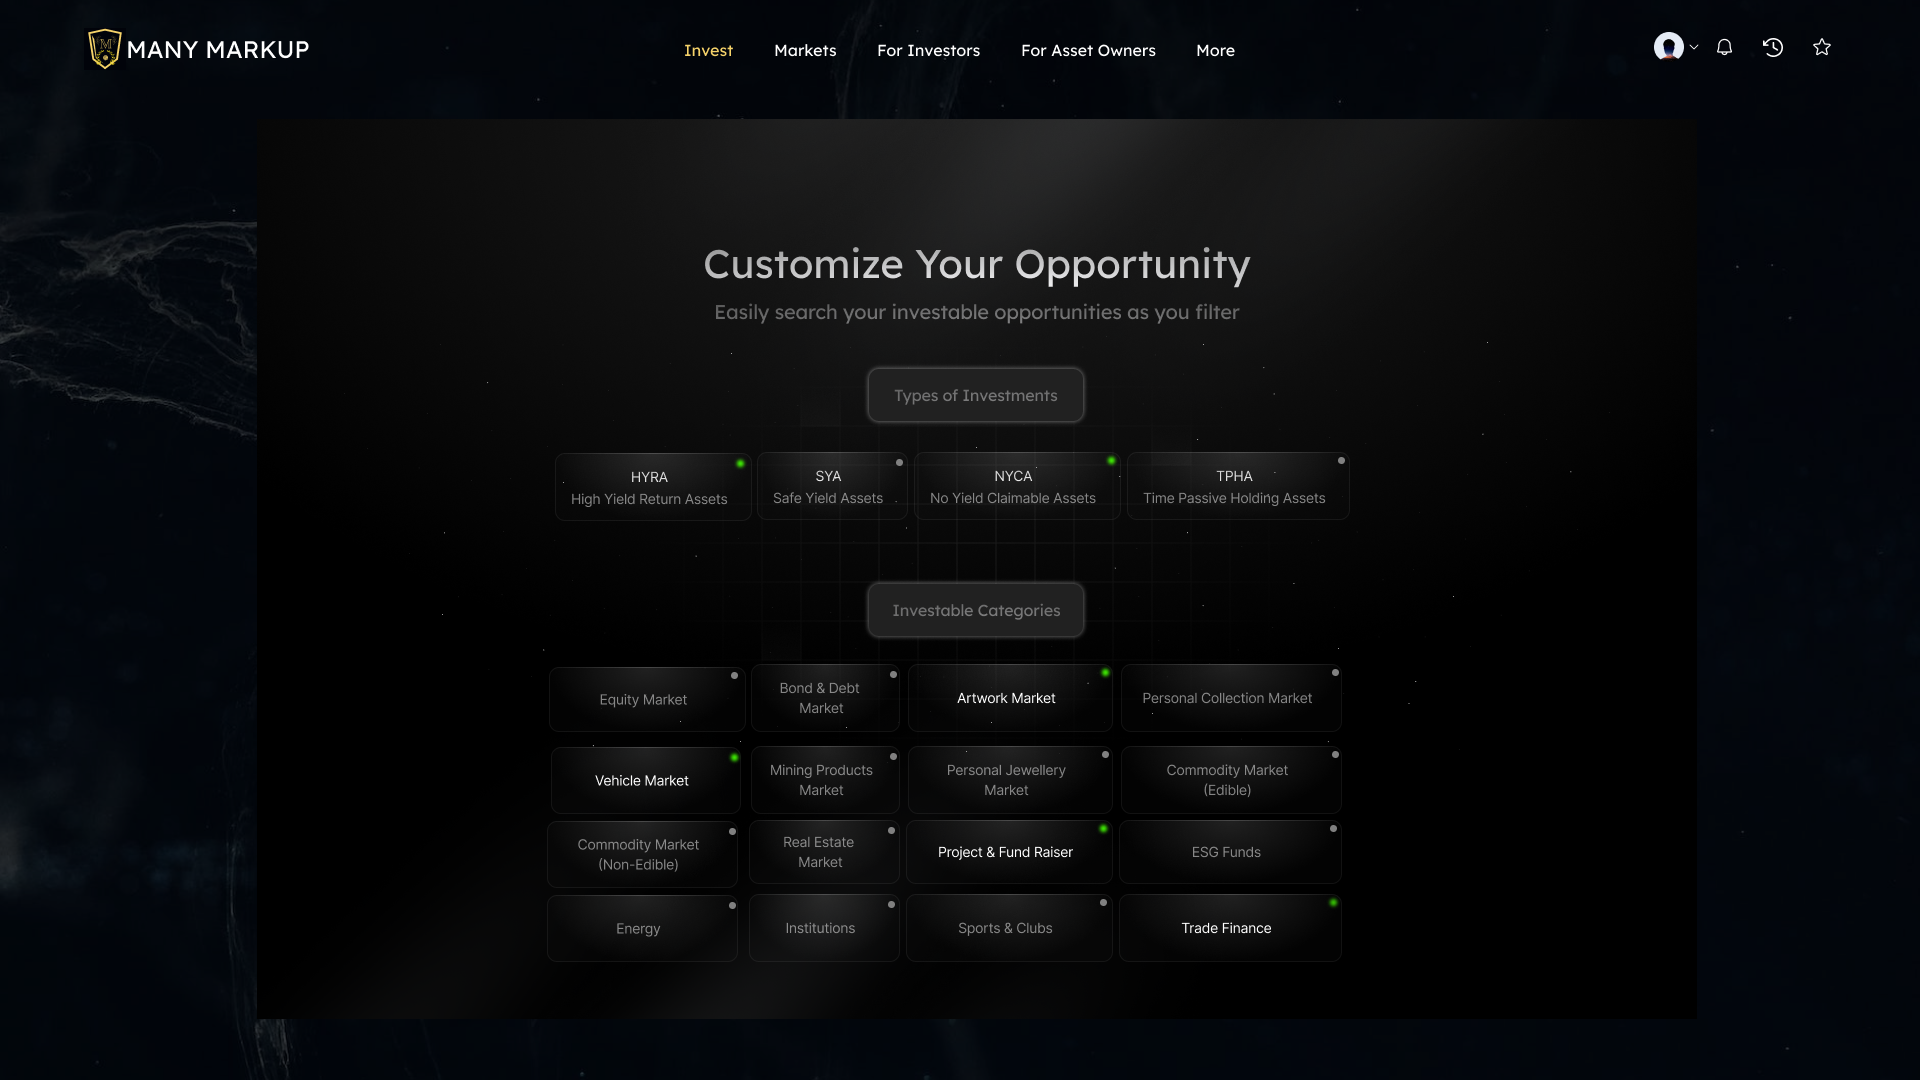 MANY MARKUP
Invest
Markets
For Investors
For Asset Owners
More
Customize Your Opportunity
Easily search your investable opportunities as you filter
Types of Investments
HYRA
High Yield Return Assets
SYA
Safe Yield Assets
NYCA
No Yield Claimable Assets
TPHA
Time Passive Holding Assets
Investable Categories
Equity Market
Bond & Debt
Market
Artwork Market
Personal Collection Market
Vehicle Market
Mining Products
Market
Personal Jewellery
Market
Commodity Market
(Edible)
Commodity Market
(Non-Edible)
Real Estate
Market
Project & Fund Raiser
ESG Funds
Energy
Institutions
Sports & Clubs
Trade Finance